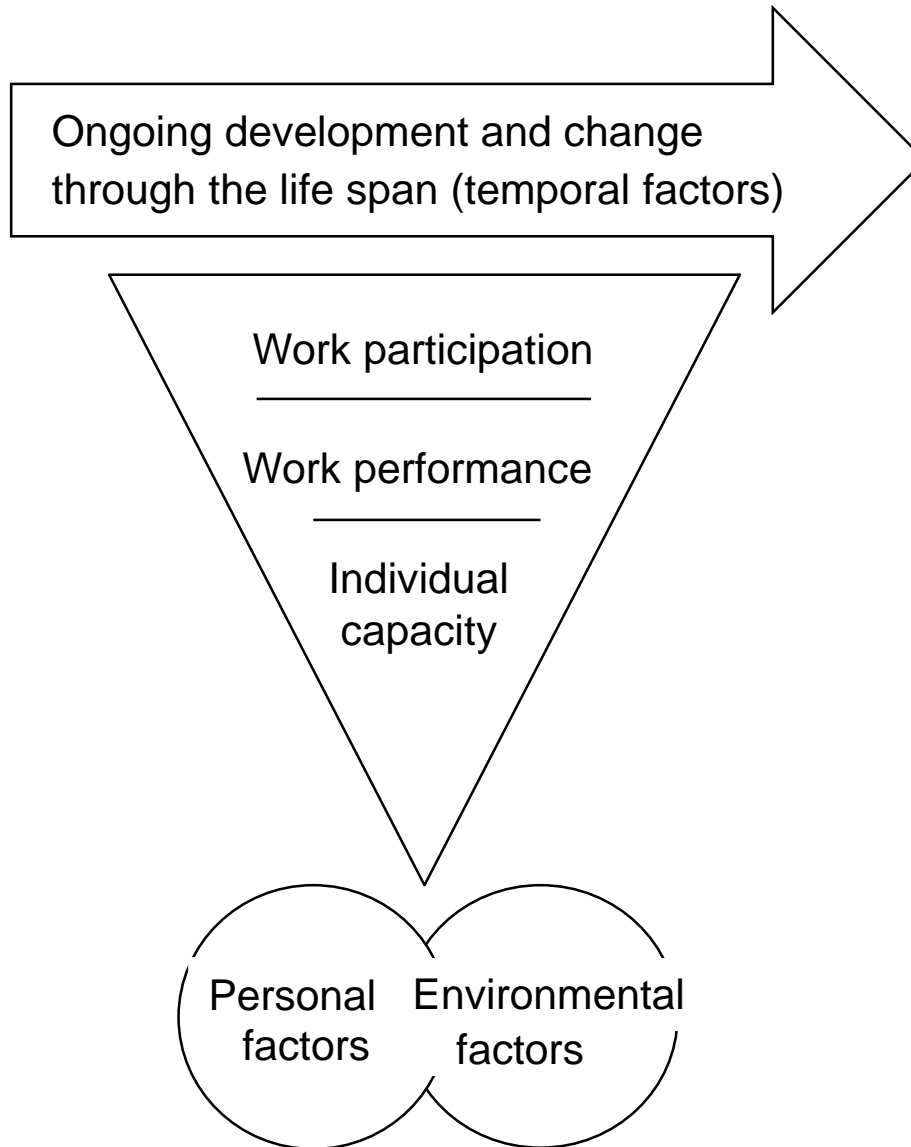 Ongoing development and change
through the life span (temporal factors)
Work participation
Work performance
Individual
capacity
Personal
factors
Environmental
factors